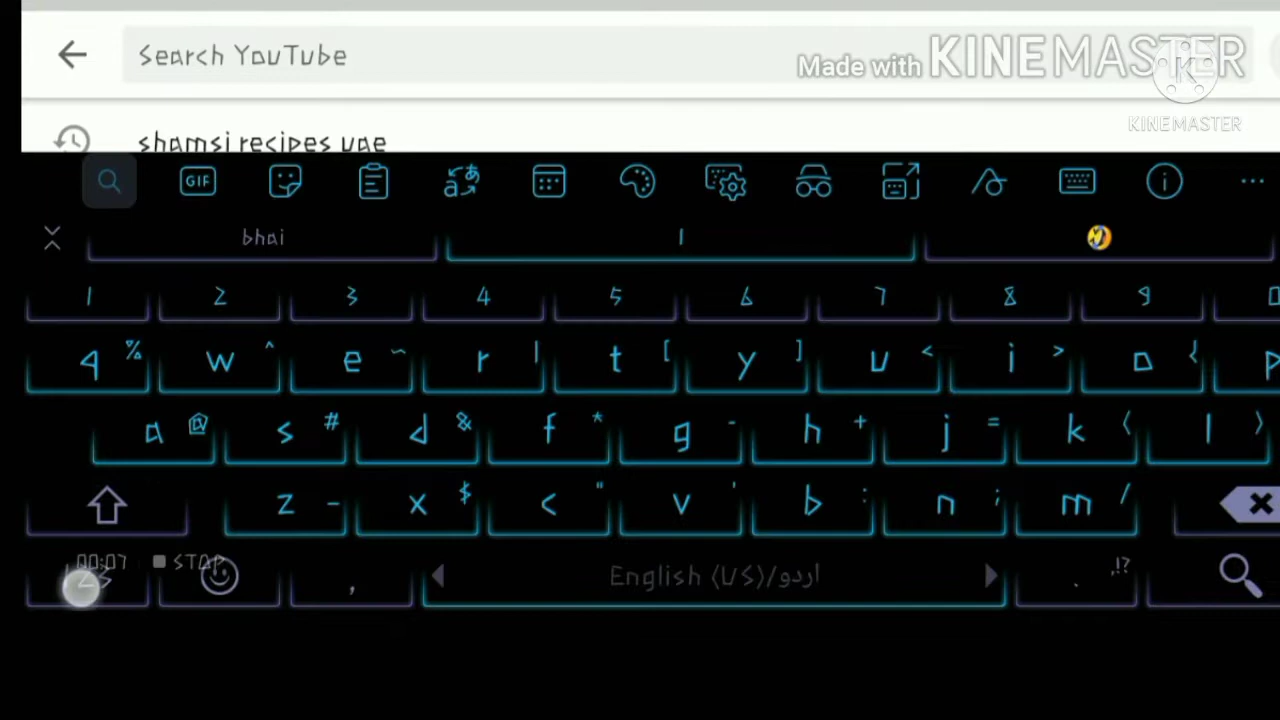 Search YouTube
Made with KINEMASTER
KINEMASTER
shamsi recipes uae
GIF
bhai I 🤣
1 2 3 4 5 6 7 8 9 0
q % w ^ e ~ r | t [ y ] u < i > o { p
a @ s # d & f * g - h + j = k ( l )
z - x $ c " v ' b : n ; m /
00:07 STOP
, English (US)/اردو . ,!?